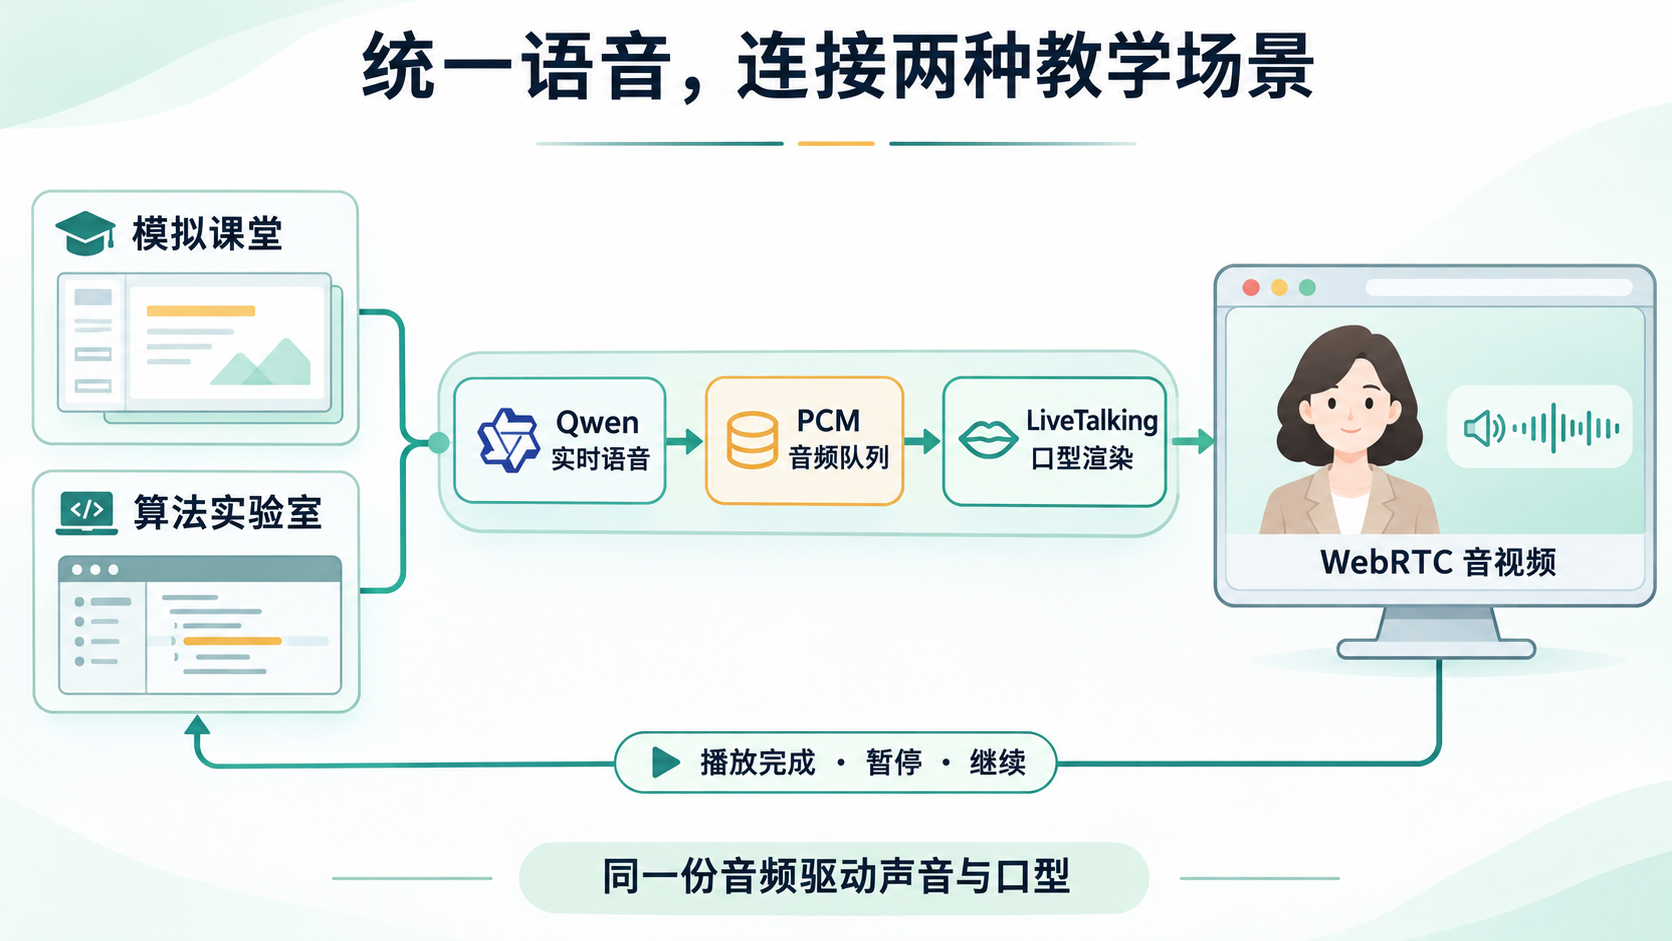 统一语音，连接两种教学场景
模拟课堂
算法实验室
</>
Qwen
实时语音
PCM
音频队列
LiveTalking
口型渲染
WebRTC 音视频
播放完成 · 暂停 · 继续
同一份音频驱动声音与口型